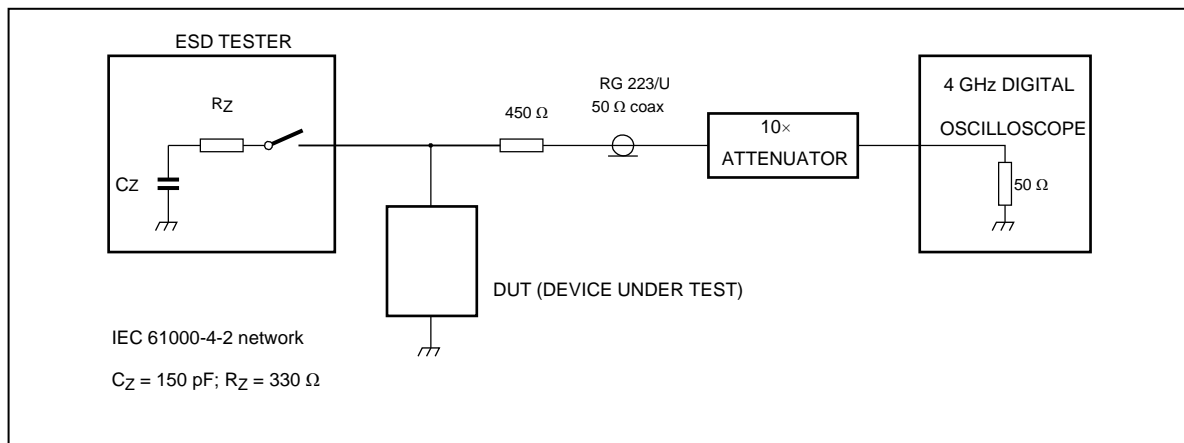 ESD TESTER
RZ
CZ
450 Ω
RG 223/U
50 Ω coax
10×
ATTENUATOR
4 GHz DIGITAL
OSCILLOSCOPE
50 Ω
DUT (DEVICE UNDER TEST)
IEC 61000-4-2 network
CZ = 150 pF; RZ = 330 Ω